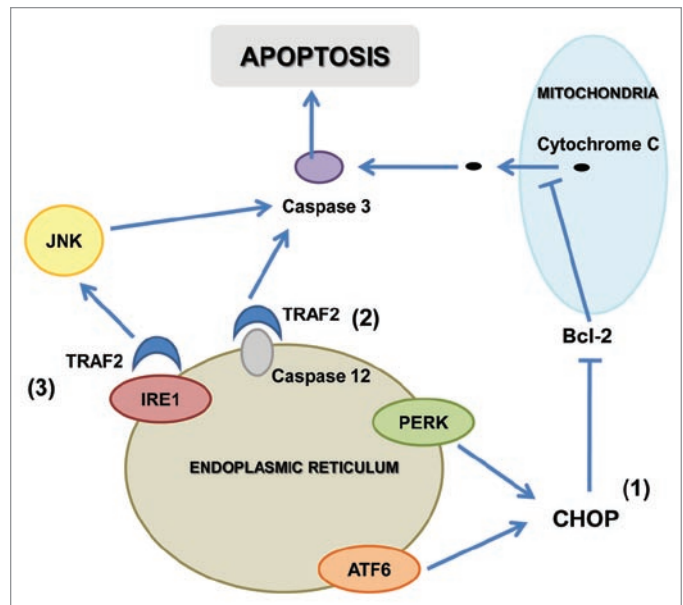 APOPTOSIS
MITOCHONDRIA
Cytochrome C
Caspase 3
JNK
TRAF2
(2)
Bcl-2
TRAF2
Caspase 12
(3)
IRE1
PERK
ENDOPLASMIC RETICULUM
(1)
CHOP
ATF6